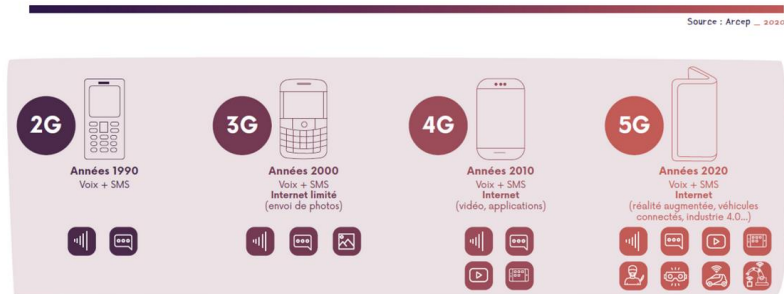 Source : Arcep _ 2020
2G
Années 1990
Voix + SMS
3G
Années 2000
Voix + SMS
Internet limité
(envoi de photos)
4G
Années 2010
Voix + SMS
Internet
(vidéo, applications)
5G
Années 2020
Voix + SMS
Internet
(réalité augmentée, véhicules
connectés, industrie 4.0...)